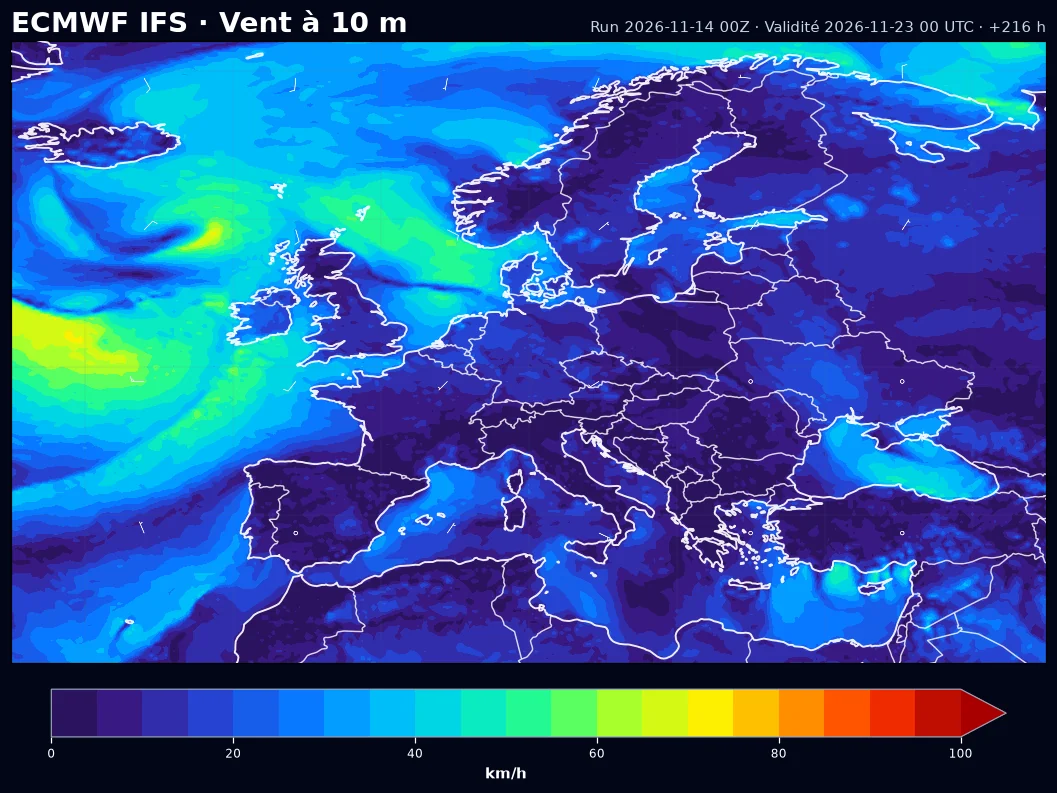 ECMWF IFS · Vent à 10 m
Run 2026-11-14 00Z · Validité 2026-11-23 00 UTC · +216 h
0 20 40 60 80 100
km/h